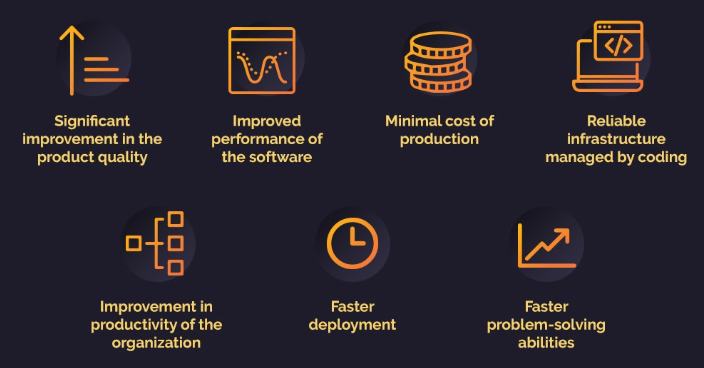 Significant
improvement in the
product quality
Improved
performance of
the software
Minimal cost of
production
Reliable
infrastructure
managed by coding
Improvement in
productivity of the
organization
Faster
deployment
Faster
problem-solving
abilities